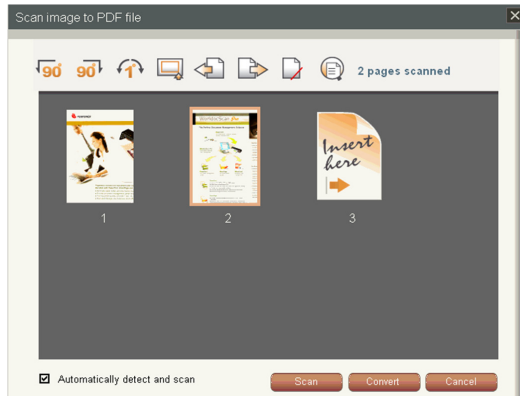 Scan image to PDF file
90 90 1 2 pages scanned
WorldocScan
Insert
here
1 2 3
Automatically detect and scan
Scan Convert Cancel